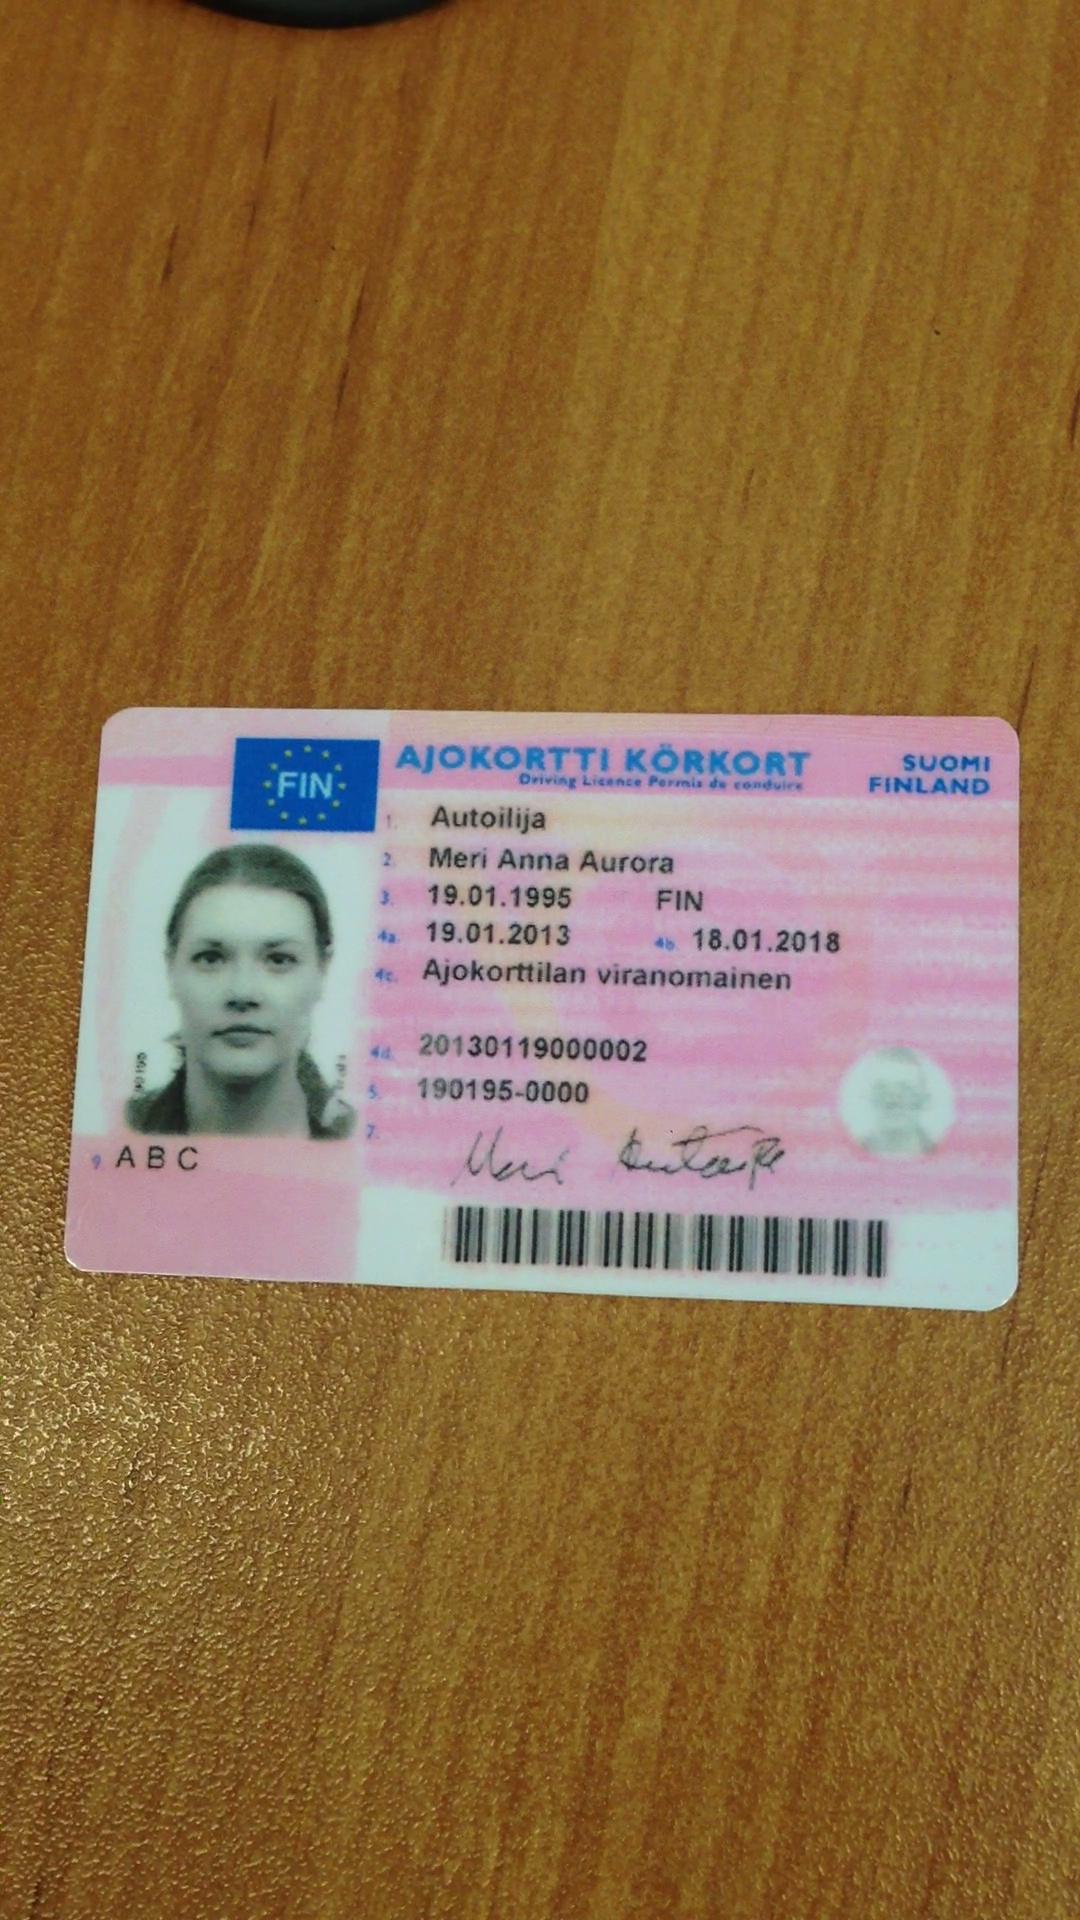 FIN
AJOKORTTI KÖRKORT
Driving Licence Permis de conduire
SUOMI
FINLAND
1. Autoilija
2. Meri Anna Aurora
3. 19.01.1995 FIN
4a. 19.01.2013 4b. 18.01.2018
4c. Ajokorttilan viranomainen
4d. 20130119000002
5. 190195-0000
7. Meri Autoilija
9. A B C